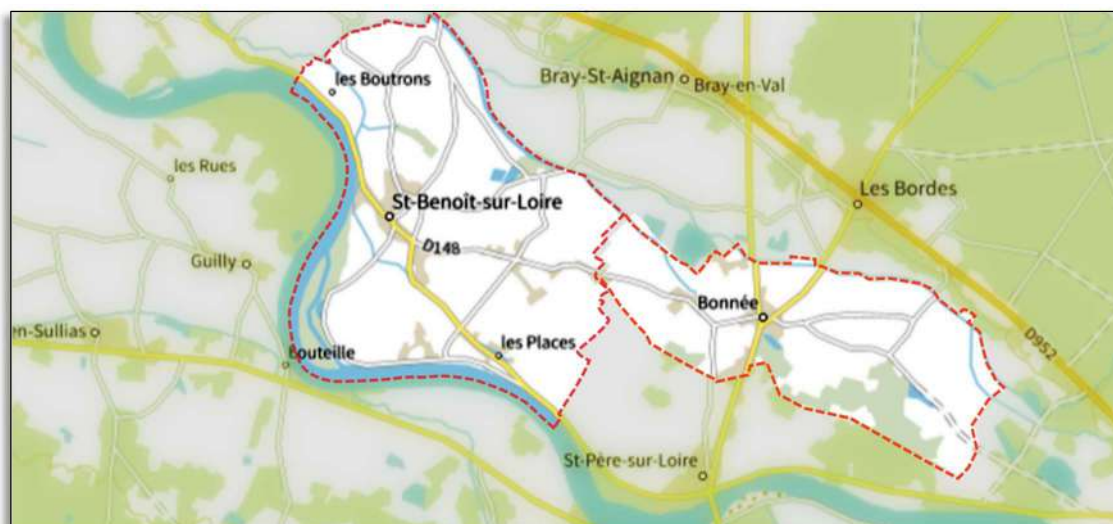 les Boutrons
Bray-St-Aignan
Bray-en-Val
les Rues
Les Bordes
St-Benoît-sur-Loire
D148
Guilly
Bonnée
en-Sullias
les Places
Bouteille
D952
St-Père-sur-Loire